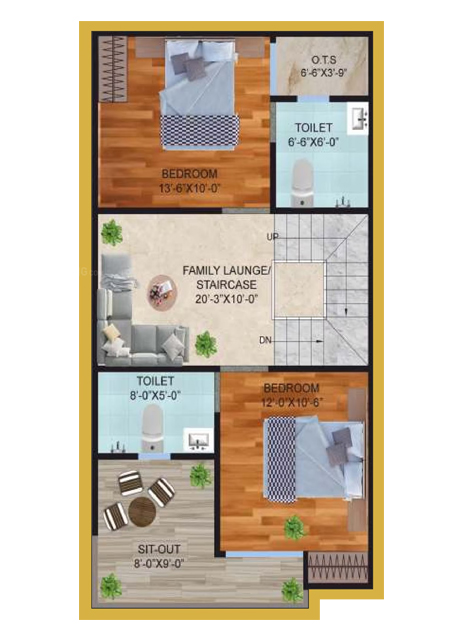 O.T.S
6'-6"X3'-9"
TOILET
6'-6"X6'-0"
BEDROOM
13'-6"X10'-0"
UP
FAMILY LAUNGE/
STAIRCASE
20'-3"X10'-0"
DN
TOILET
8'-0"X5'-0"
BEDROOM
12'-0"X10'-6"
SIT-OUT
8'-0"X9'-0"